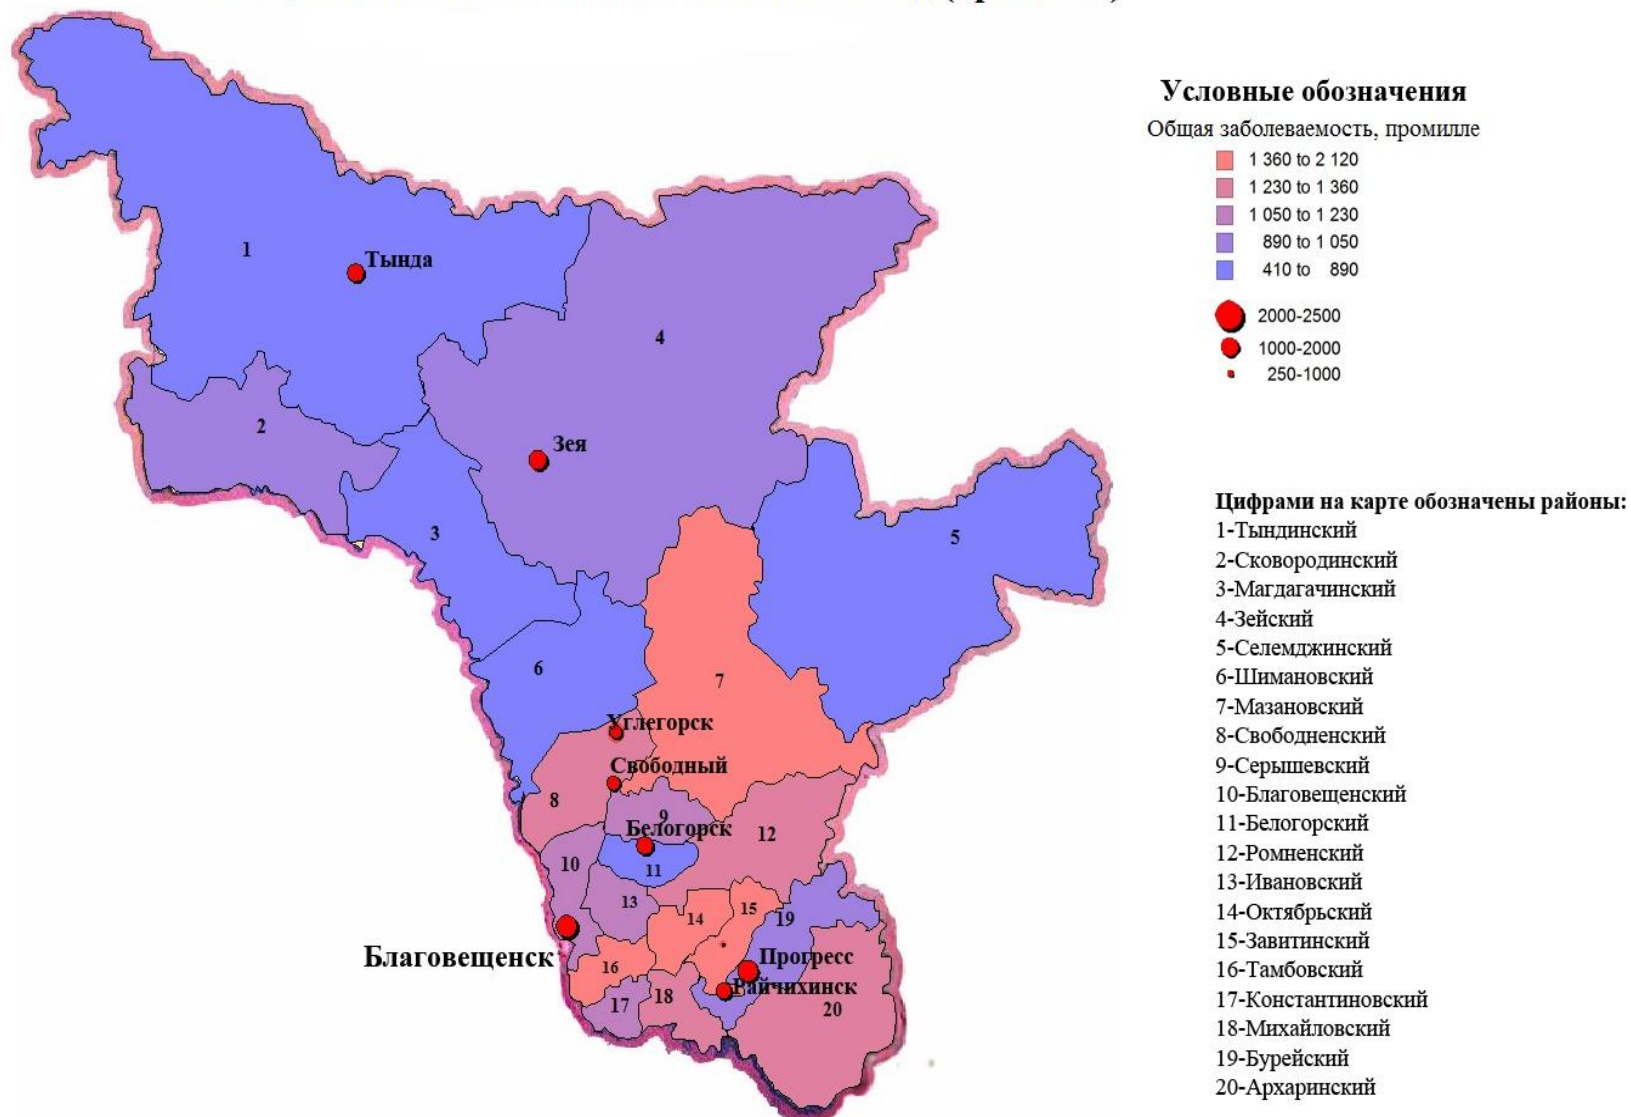 Условные обозначения
Общая заболеваемость, промилле
1 360 to 2 120
1 230 to 1 360
1 050 to 1 230
890 to 1 050
410 to 890
2000-2500
1000-2000
250-1000
1
Тында
4
2
Зея
3
5
6
7
Углегорск
Свободный
8
9
Белогорск
12
10
11
13
14
15
19
Благовещенск
16
Прогресс
Райчихинск
17
18
20
Цифрами на карте обозначены районы:
1-Тындинский
2-Сковородинский
3-Магдагачинский
4-Зейский
5-Селемджинский
6-Шимановский
7-Мазановский
8-Свободненский
9-Серышевский
10-Благовещенский
11-Белогорский
12-Ромненский
13-Ивановский
14-Октябрьский
15-Завитинский
16-Тамбовский
17-Константиновский
18-Михайловский
19-Бурейский
20-Архаринский